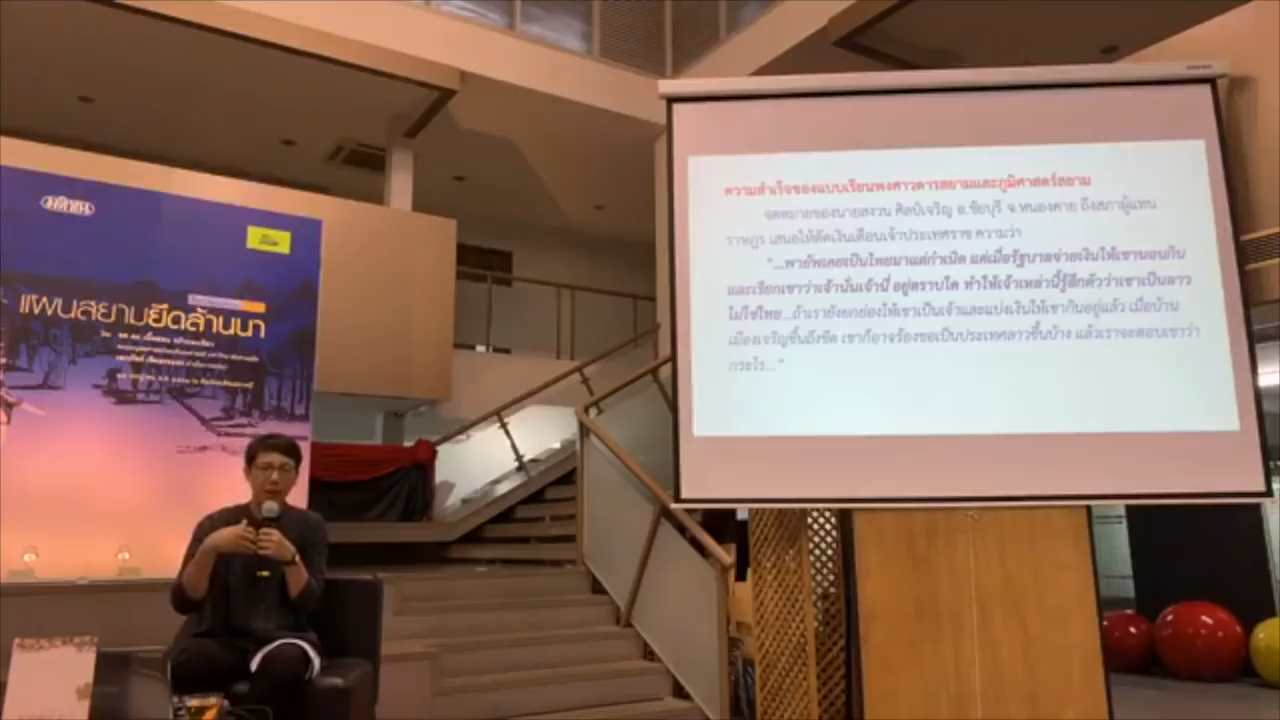 มติชน
แผนสยามยึดล้านนา
ความสำเร็จของแบบเรียนพงศาวดารสยามและภูมิศาสตร์สยาม
จดหมายของนายสงวน ศิลป์เจริญ อ.ชัยบุรี จ.หนองคาย ถึงสภาผู้แทน
ราษฎร เสนอให้ตัดเงินเดือนเจ้าประเทศราช ความว่า
"...พายัพเคยเป็นไทยมาแต่กำเนิด แต่เมื่อรัฐบาลจ่ายเงินให้เขานอนกิน
และเรียกเขาว่าเจ้านั่นเจ้านี่ อยู่ตราบใด ทำให้เจ้าเหล่านี้รู้สึกตัวว่าเขาเป็นลาว
ไม่ใช่ไทย...ถ้าเรายังยกย่องให้เขาเป็นเจ้าและแบ่งเงินให้เขากินอยู่แล้ว เมื่อบ้าน
เมืองเจริญขึ้นถึงขีด เขาก็อาจร้องขอเป็นประเทศลาวขึ้นบ้าง แล้วเราจะตอบเขาว่า
กระไร..."